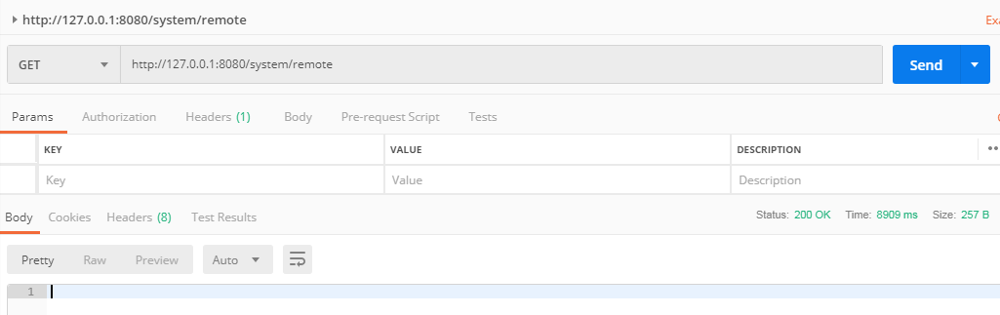 http://127.0.0.1:8080/system/remote
GET http://127.0.0.1:8080/system/remote Send
Params Authorization Headers (1) Body Pre-request Script Tests
KEY VALUE DESCRIPTION
Key Value Description
Body Cookies Headers (8) Test Results Status: 200 OK Time: 8909 ms Size: 257 B
Pretty Raw Preview Auto
1